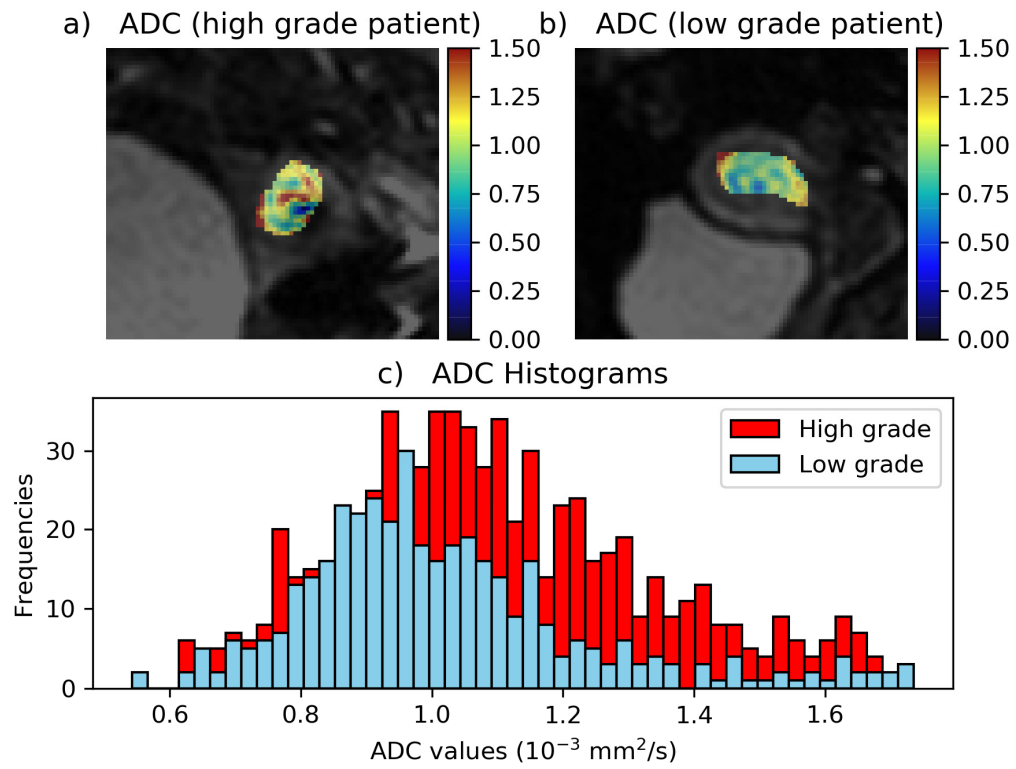 a) ADC (high grade patient)
b) ADC (low grade patient)
1.50
1.25
1.00
0.75
0.50
0.25
0.00
1.50
1.25
1.00
0.75
0.50
0.25
0.00
c) ADC Histograms
High grade
Low grade
Frequencies
30
20
10
0
0.6 0.8 1.0 1.2 1.4 1.6
ADC values (10⁻³ mm²/s)